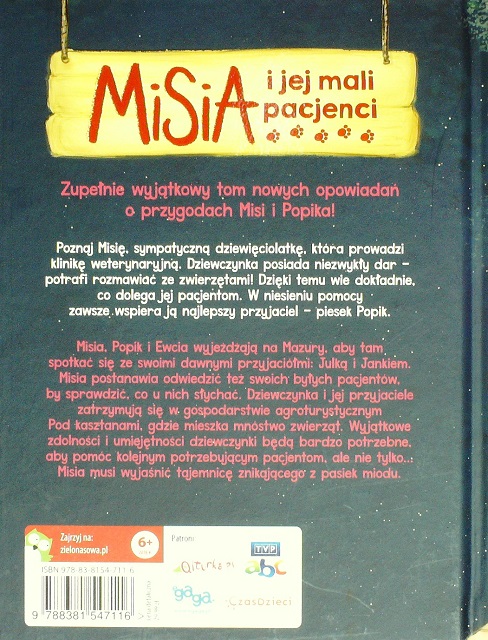 MiSiA
i jej mali
pacjenci
Zupełnie wyjątkowy tom nowych opowiadań
o przygodach Misi i Popika!
Poznaj Misię, sympatyczną dziewięciolatkę, która prowadzi
klinikę weterynaryjną. Dziewczynka posiada niezwykły dar –
potrafi rozmawiać ze zwierzętami! Dzięki temu wie dokładnie,
co dolega jej pacjentom. W niesieniu pomocy
zawsze wspiera ją najlepszy przyjaciel – piesek Popik.
Misia, Popik i Ewcia wyjeżdżają na Mazury, aby tam
spotkać się ze swoimi dawnymi przyjaciółmi: Julką i Jankiem.
Misia postanawia odwiedzić też swoich byłych pacjentów,
by sprawdzić, co u nich słychać. Dziewczynka i jej przyjaciele
zatrzymują się w gospodarstwie agroturystycznym
Pod kasztanami, gdzie mieszka mnóstwo zwierząt. Wyjątkowe
zdolności i umiejętności dziewczynki będą bardzo potrzebne,
aby pomóc kolejnym potrzebującym pacjentom, ale nie tylko...
Misia musi wyjaśnić tajemnicę znikającego z pasiek miodu.
Zajrzyj na:
zielonasowa.pl
6+
Patroni:
TVP
abc
gaga
CzasDzieci
ISBN 978-83-8154-711-6
9 788381 547116